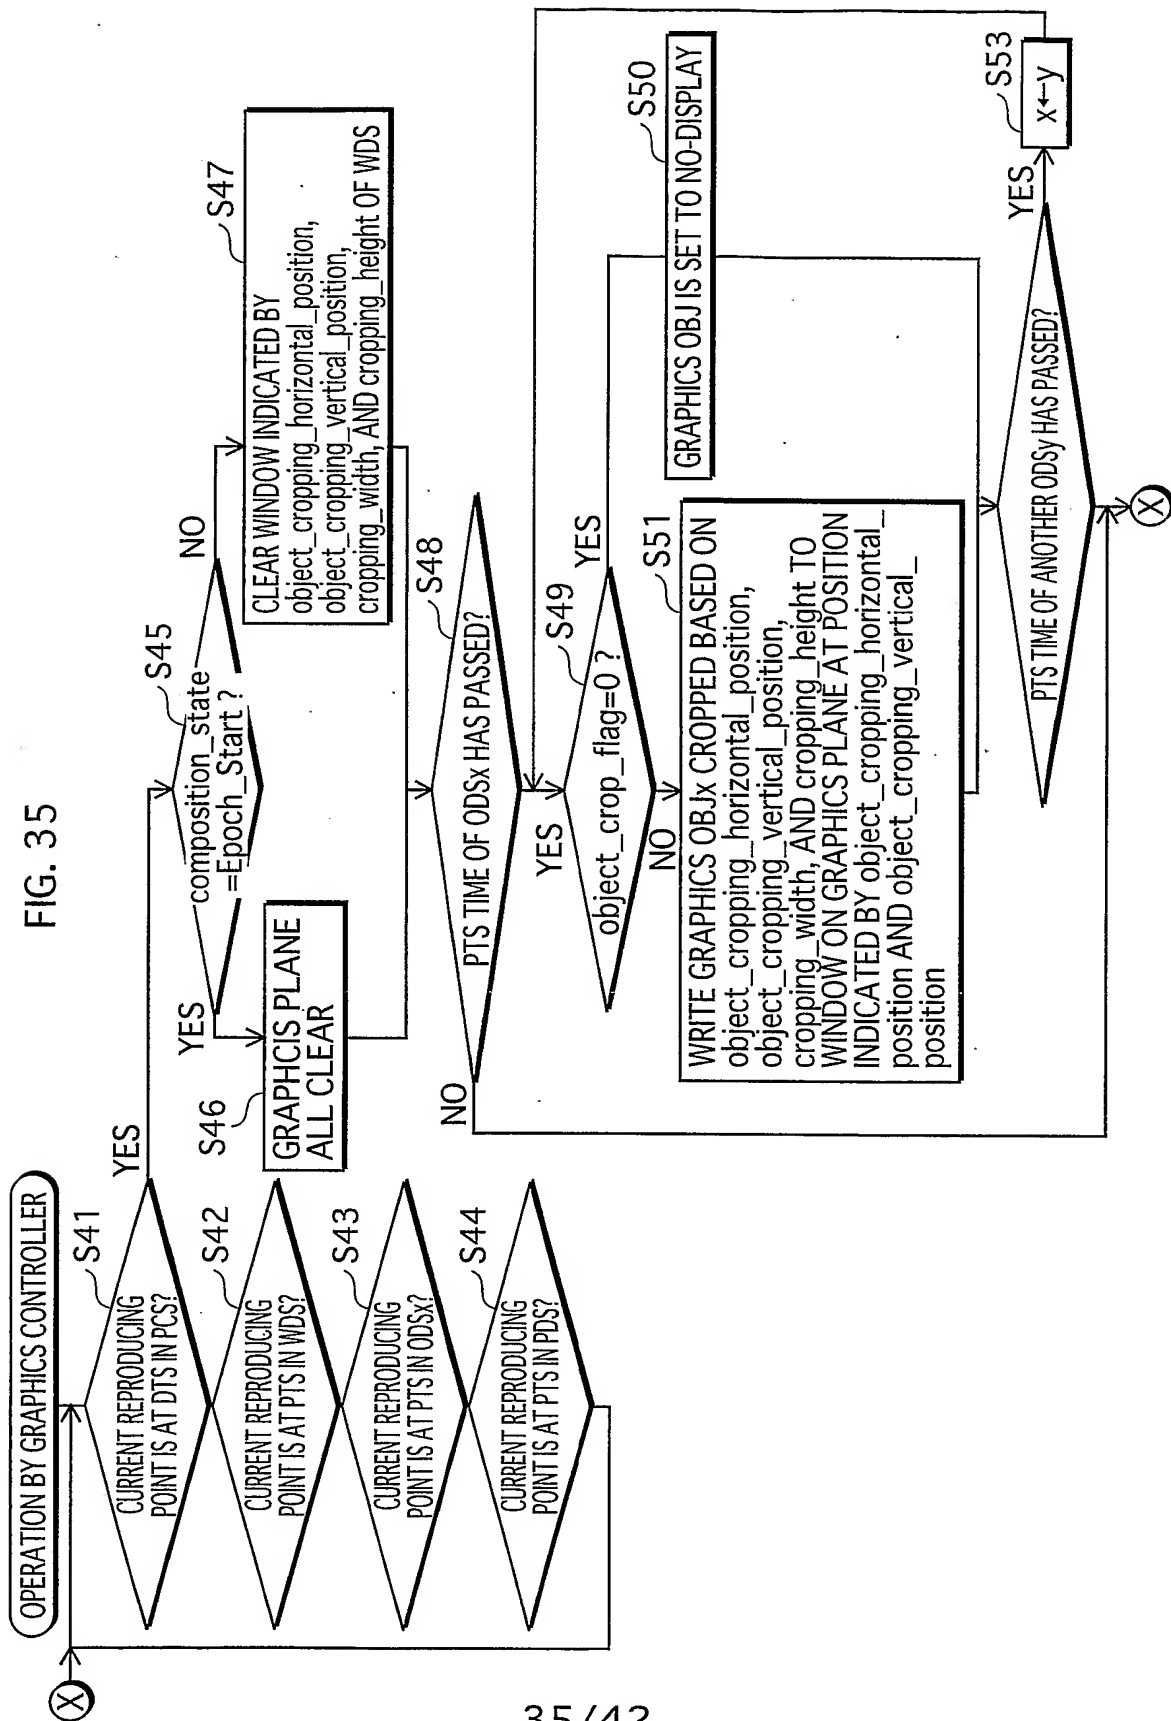 FIG. 35
OPERATION BY GRAPHICS CONTROLLER
X
S41
CURRENT REPRODUCING
POINT IS AT DTS IN PCS?
YES
S42
CURRENT REPRODUCING
POINT IS AT PTS IN WDS?
S43
CURRENT REPRODUCING
POINT IS AT PTS IN ODSx?
S44
CURRENT REPRODUCING
POINT IS AT PTS IN PDS?
S45
composition_state
=Epoch_Start ?
YES
NO
S46
GRAPHCIS PLANE
ALL CLEAR
S47
CLEAR WINDOW INDICATED BY
object_cropping_horizontal_position,
object_cropping_vertical_position,
cropping_width, AND cropping_height OF WDS
S48
PTS TIME OF ODSx HAS PASSED?
NO
YES
S49
object_crop_flag=0 ?
YES
NO
S50
GRAPHICS OBJ IS SET TO NO-DISPLAY
S51
WRITE GRAPHICS OBJx CROPPED BASED ON
object_cropping_horizontal_position,
object_cropping_vertical_position,
cropping_width, AND cropping_height TO
WINDOW ON GRAPHICS PLANE AT POSITION
INDICATED BY object_cropping_horizontal_
position AND object_cropping_vertical_
position
PTS TIME OF ANOTHER ODSy HAS PASSED?
YES
S53
x←y
X
35/42